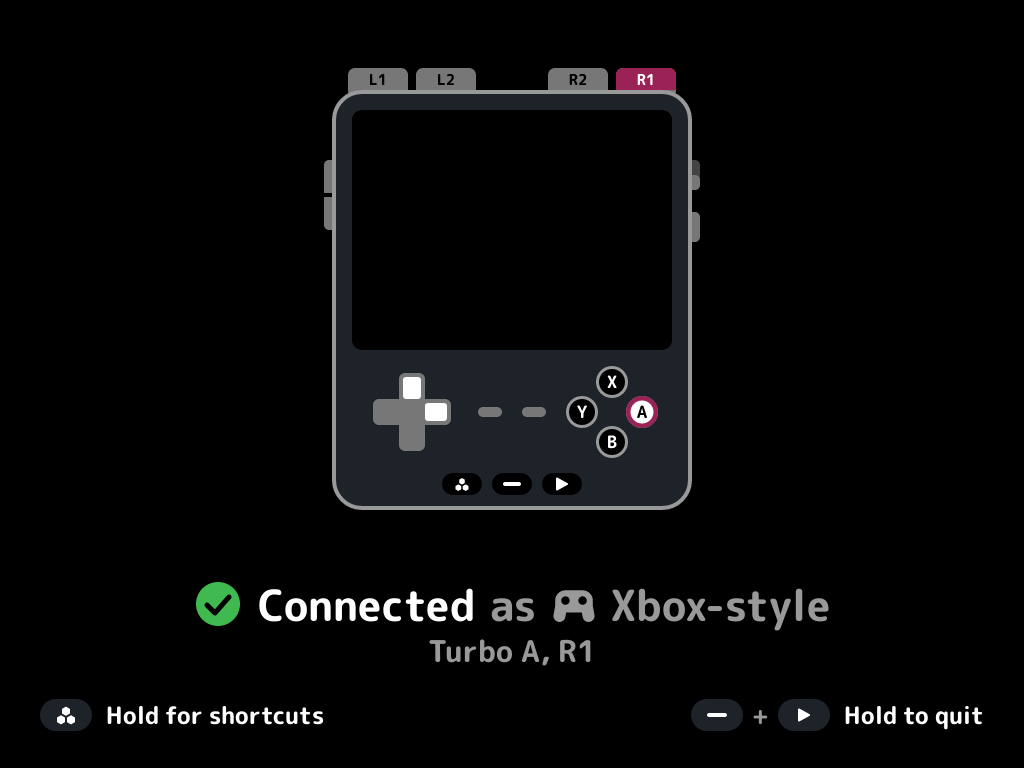 L1 L2 R2 R1
X
Y A
B
Connected as Xbox-style
Turbo A, R1
Hold for shortcuts
+ Hold to quit